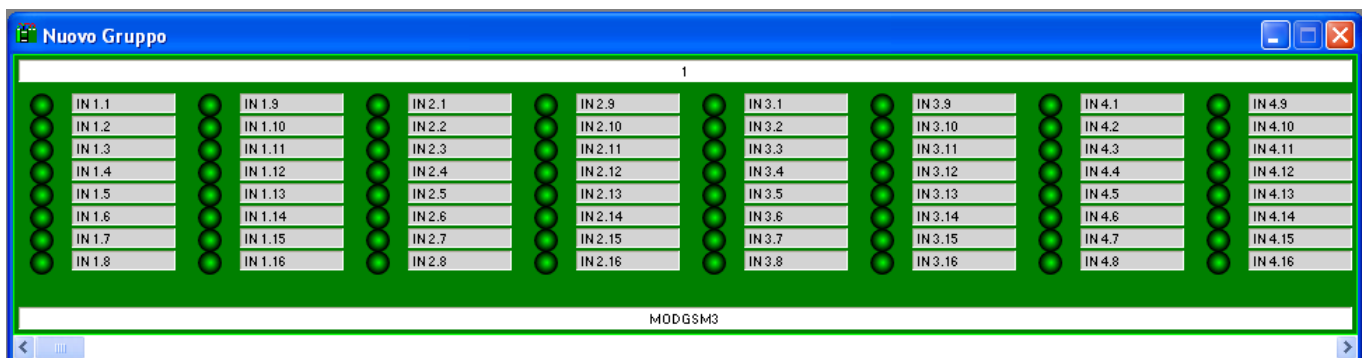 Nuovo Gruppo
1
IN 1.1 IN 1.9 IN 2.1 IN 2.9 IN 3.1 IN 3.9 IN 4.1 IN 4.9
IN 1.2 IN 1.10 IN 2.2 IN 2.10 IN 3.2 IN 3.10 IN 4.2 IN 4.10
IN 1.3 IN 1.11 IN 2.3 IN 2.11 IN 3.3 IN 3.11 IN 4.3 IN 4.11
IN 1.4 IN 1.12 IN 2.4 IN 2.12 IN 3.4 IN 3.12 IN 4.4 IN 4.12
IN 1.5 IN 1.13 IN 2.5 IN 2.13 IN 3.5 IN 3.13 IN 4.5 IN 4.13
IN 1.6 IN 1.14 IN 2.6 IN 2.14 IN 3.6 IN 3.14 IN 4.6 IN 4.14
IN 1.7 IN 1.15 IN 2.7 IN 2.15 IN 3.7 IN 3.15 IN 4.7 IN 4.15
IN 1.8 IN 1.16 IN 2.8 IN 2.16 IN 3.8 IN 3.16 IN 4.8 IN 4.16
MODGSM3